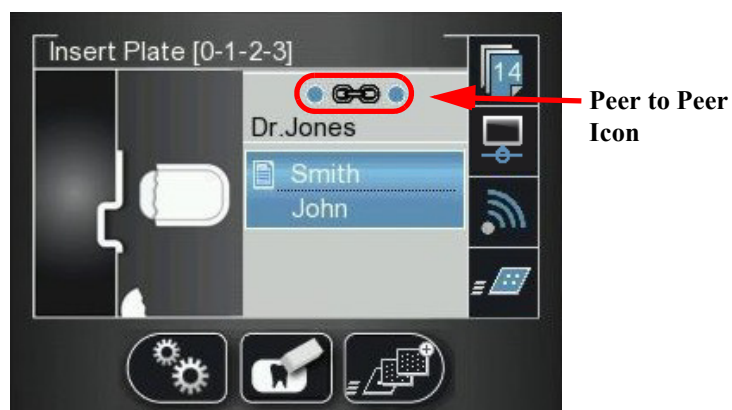 Insert Plate [0-1-2-3]
14
Dr.Jones
Smith
John
Peer to Peer
Icon